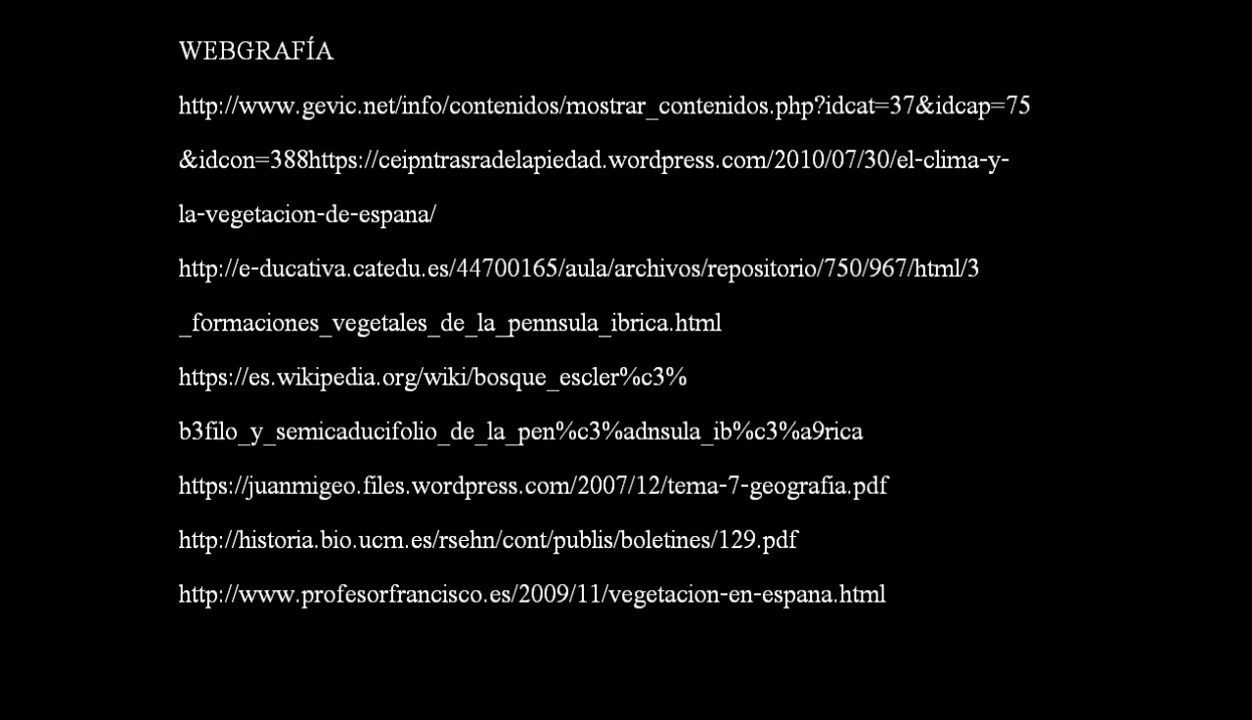 WEBGRAFÍA
http://www.gevic.net/info/contenidos/mostrar_contenidos.php?idcat=37&idcap=75
&idcon=388https://ceipntrasradelapiedad.wordpress.com/2010/07/30/el-clima-y-
la-vegetacion-de-espana/
http://e-ducativa.catedu.es/44700165/aula/archivos/repositorio/750/967/html/3
_formaciones_vegetales_de_la_pennsula_ibrica.html
https://es.wikipedia.org/wiki/bosque_escler%c3%
b3filo_y_semicaducifolio_de_la_pen%c3%adnsula_ib%c3%a9rica
https://juanmigeo.files.wordpress.com/2007/12/tema-7-geografia.pdf
http://historia.bio.ucm.es/rsehn/cont/publis/boletines/129.pdf
http://www.profesorfrancisco.es/2009/11/vegetacion-en-espana.html